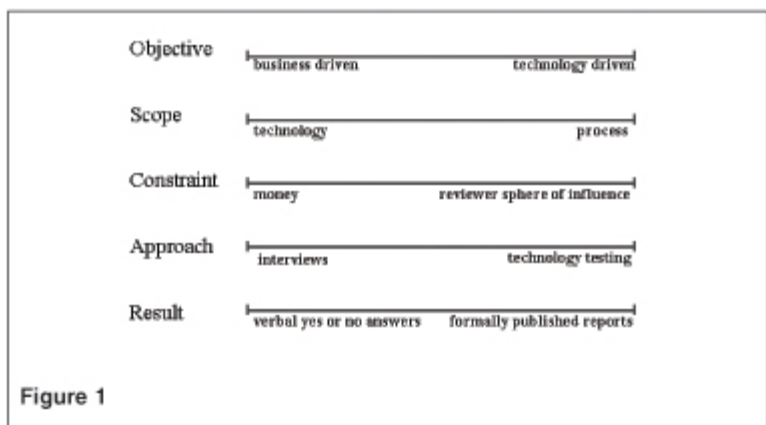 Objective
business driven technology driven
Scope
technology process
Constraint
money reviewer sphere of influence
Approach
interviews technology testing
Result
verbal yes or no answers formally published reports
Figure 1